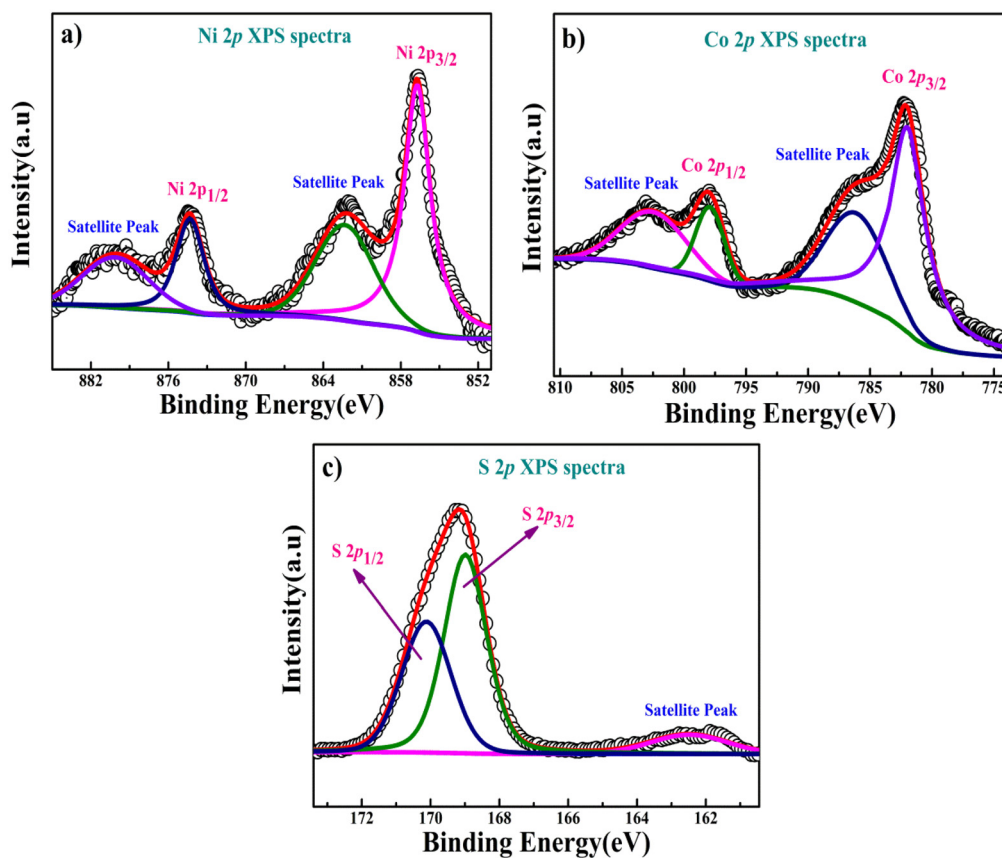 a)
Ni 2p XPS spectra
Ni 2p3/2
Ni 2p1/2
Satellite Peak
Satellite Peak
Intensity(a.u)
882 876 870 864 858 852
Binding Energy(eV)
b)
Co 2p XPS spectra
Co 2p3/2
Co 2p1/2
Satellite Peak
Satellite Peak
Intensity(a.u)
810 805 800 795 790 785 780 775
Binding Energy(eV)
c)
S 2p XPS spectra
S 2p3/2
S 2p1/2
Satellite Peak
Intensity(a.u)
172 170 168 166 164 162
Binding Energy(eV)